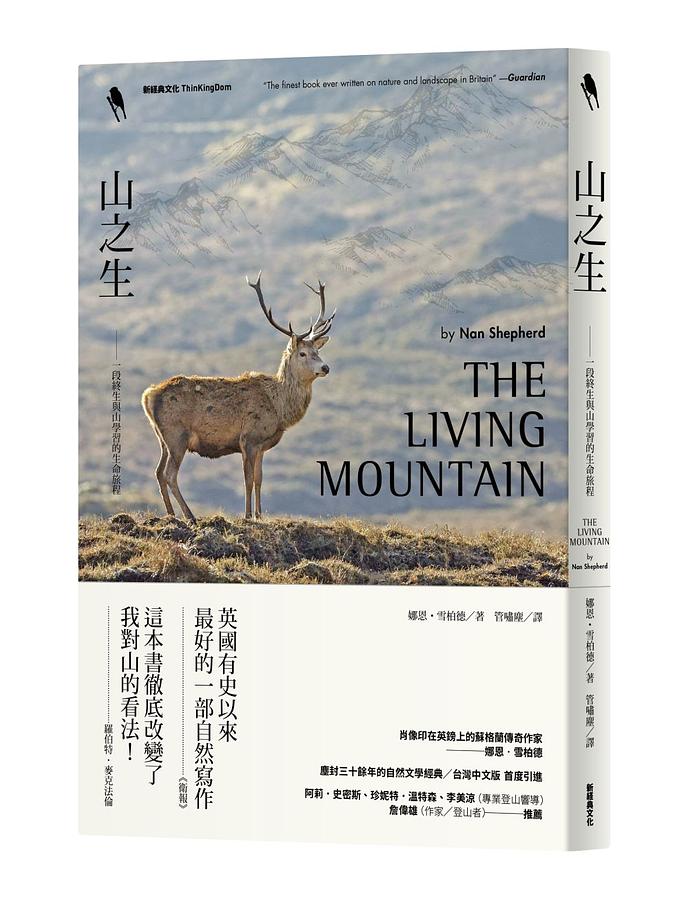 新經典文化 ThinKingDom
“The finest book ever written on nature and landscape in Britain” —Guardian
山之生
——一段終生與山學習的生命旅程
by Nan Shepherd
THE
LIVING
MOUNTAIN
娜恩・雪柏德／著 管嘯塵／譯
英國有史以來
最好的一部自然寫作
《衛報》
這本書徹底改變了
我對山的看法！
羅伯特・麥克法倫
肖像印在英鎊上的蘇格蘭傳奇作家
———娜恩・雪柏德
塵封三十餘年的自然文學經典／台灣中文版 首度引進
阿莉・史密斯、珍妮特・溫特森、李美涼（專業登山響導）
詹偉雄（作家／登山者）———推薦
山之生
——一段終生與山學習的生命旅程
THE
LIVING
MOUNTAIN
by
Nan Shepherd
娜恩・雪柏德／著 管嘯塵／譯
新經典文化